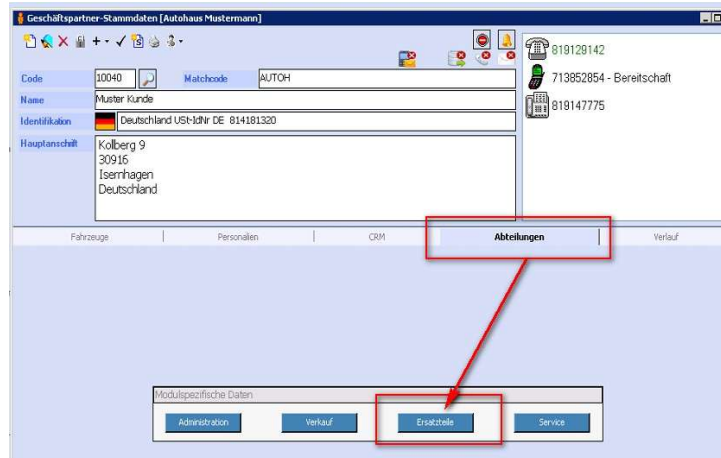 Geschäftspartner-Stammdaten [Autohaus Mustermann]
819129142
Code 10040 Matchcode AUTOH
713852854 - Bereitschaft
Name Muster Kunde
819147775
Identifikation Deutschland USt-IdNr DE 814181320
Hauptanschrift Kolberg 9
30916
Isernhagen
Deutschland
Fahrzeuge Personalien CRM Abteilungen Verlauf
Modulspezifische Daten
Administration Verkauf Ersatzteile Service